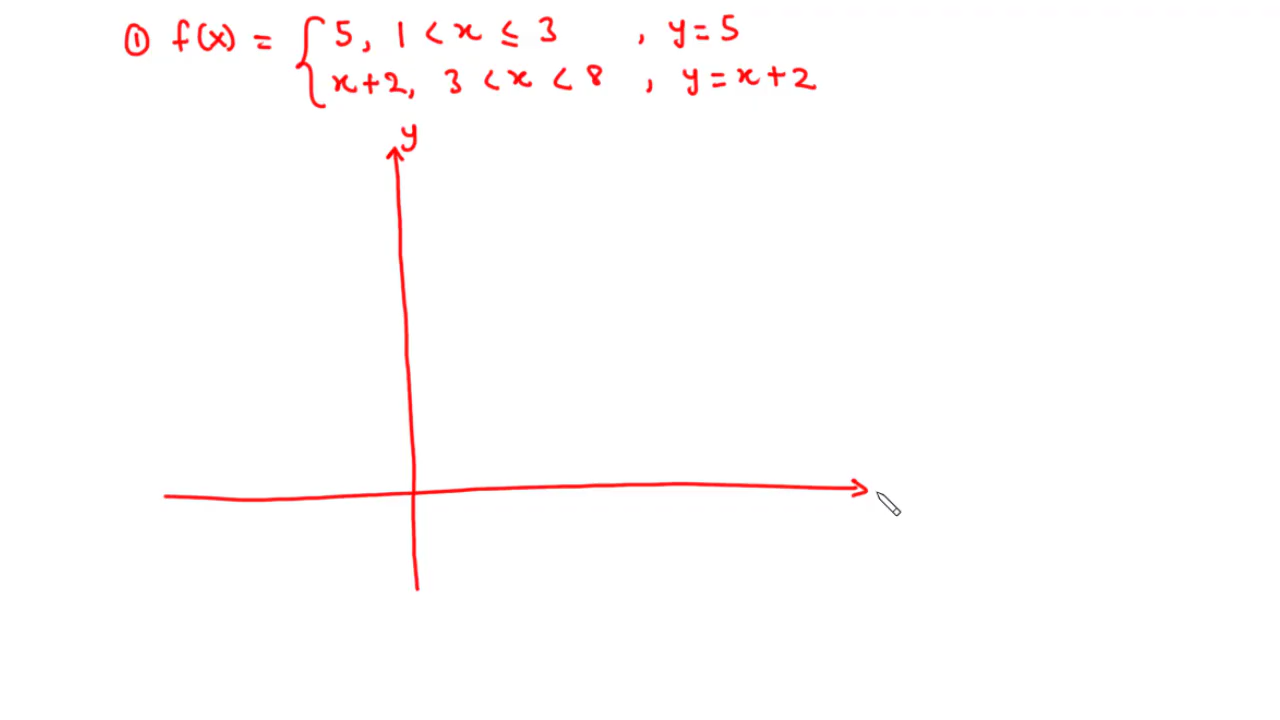 ① f(x) = { 5, 1 < x ≤ 3 , y = 5
x+2, 3 < x < 8 , y = x + 2
y